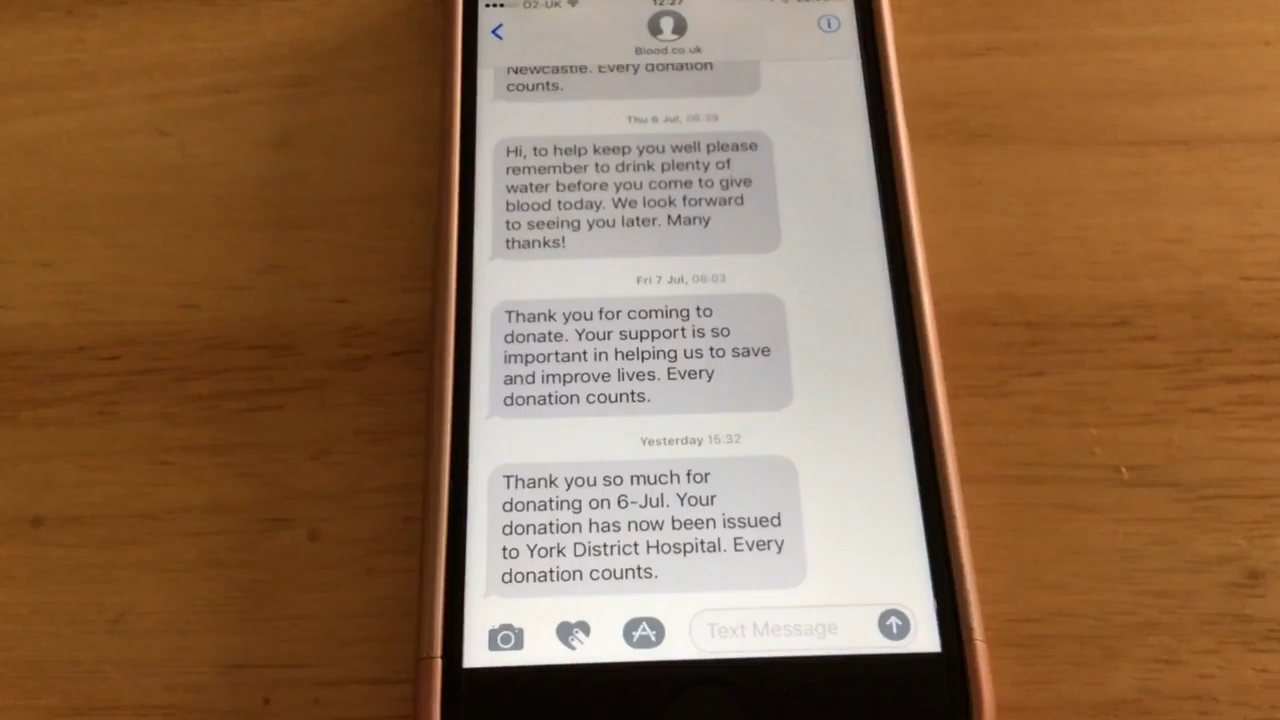 O2-UK
12:27
Blood.co.uk
Newcastle. Every donation
counts.
Thu 6 Jul, 08:39
Hi, to help keep you well please
remember to drink plenty of
water before you come to give
blood today. We look forward
to seeing you later. Many
thanks!
Fri 7 Jul, 08:03
Thank you for coming to
donate. Your support is so
important in helping us to save
and improve lives. Every
donation counts.
Yesterday 15:32
Thank you so much for
donating on 6-Jul. Your
donation has now been issued
to York District Hospital. Every
donation counts.
Text Message